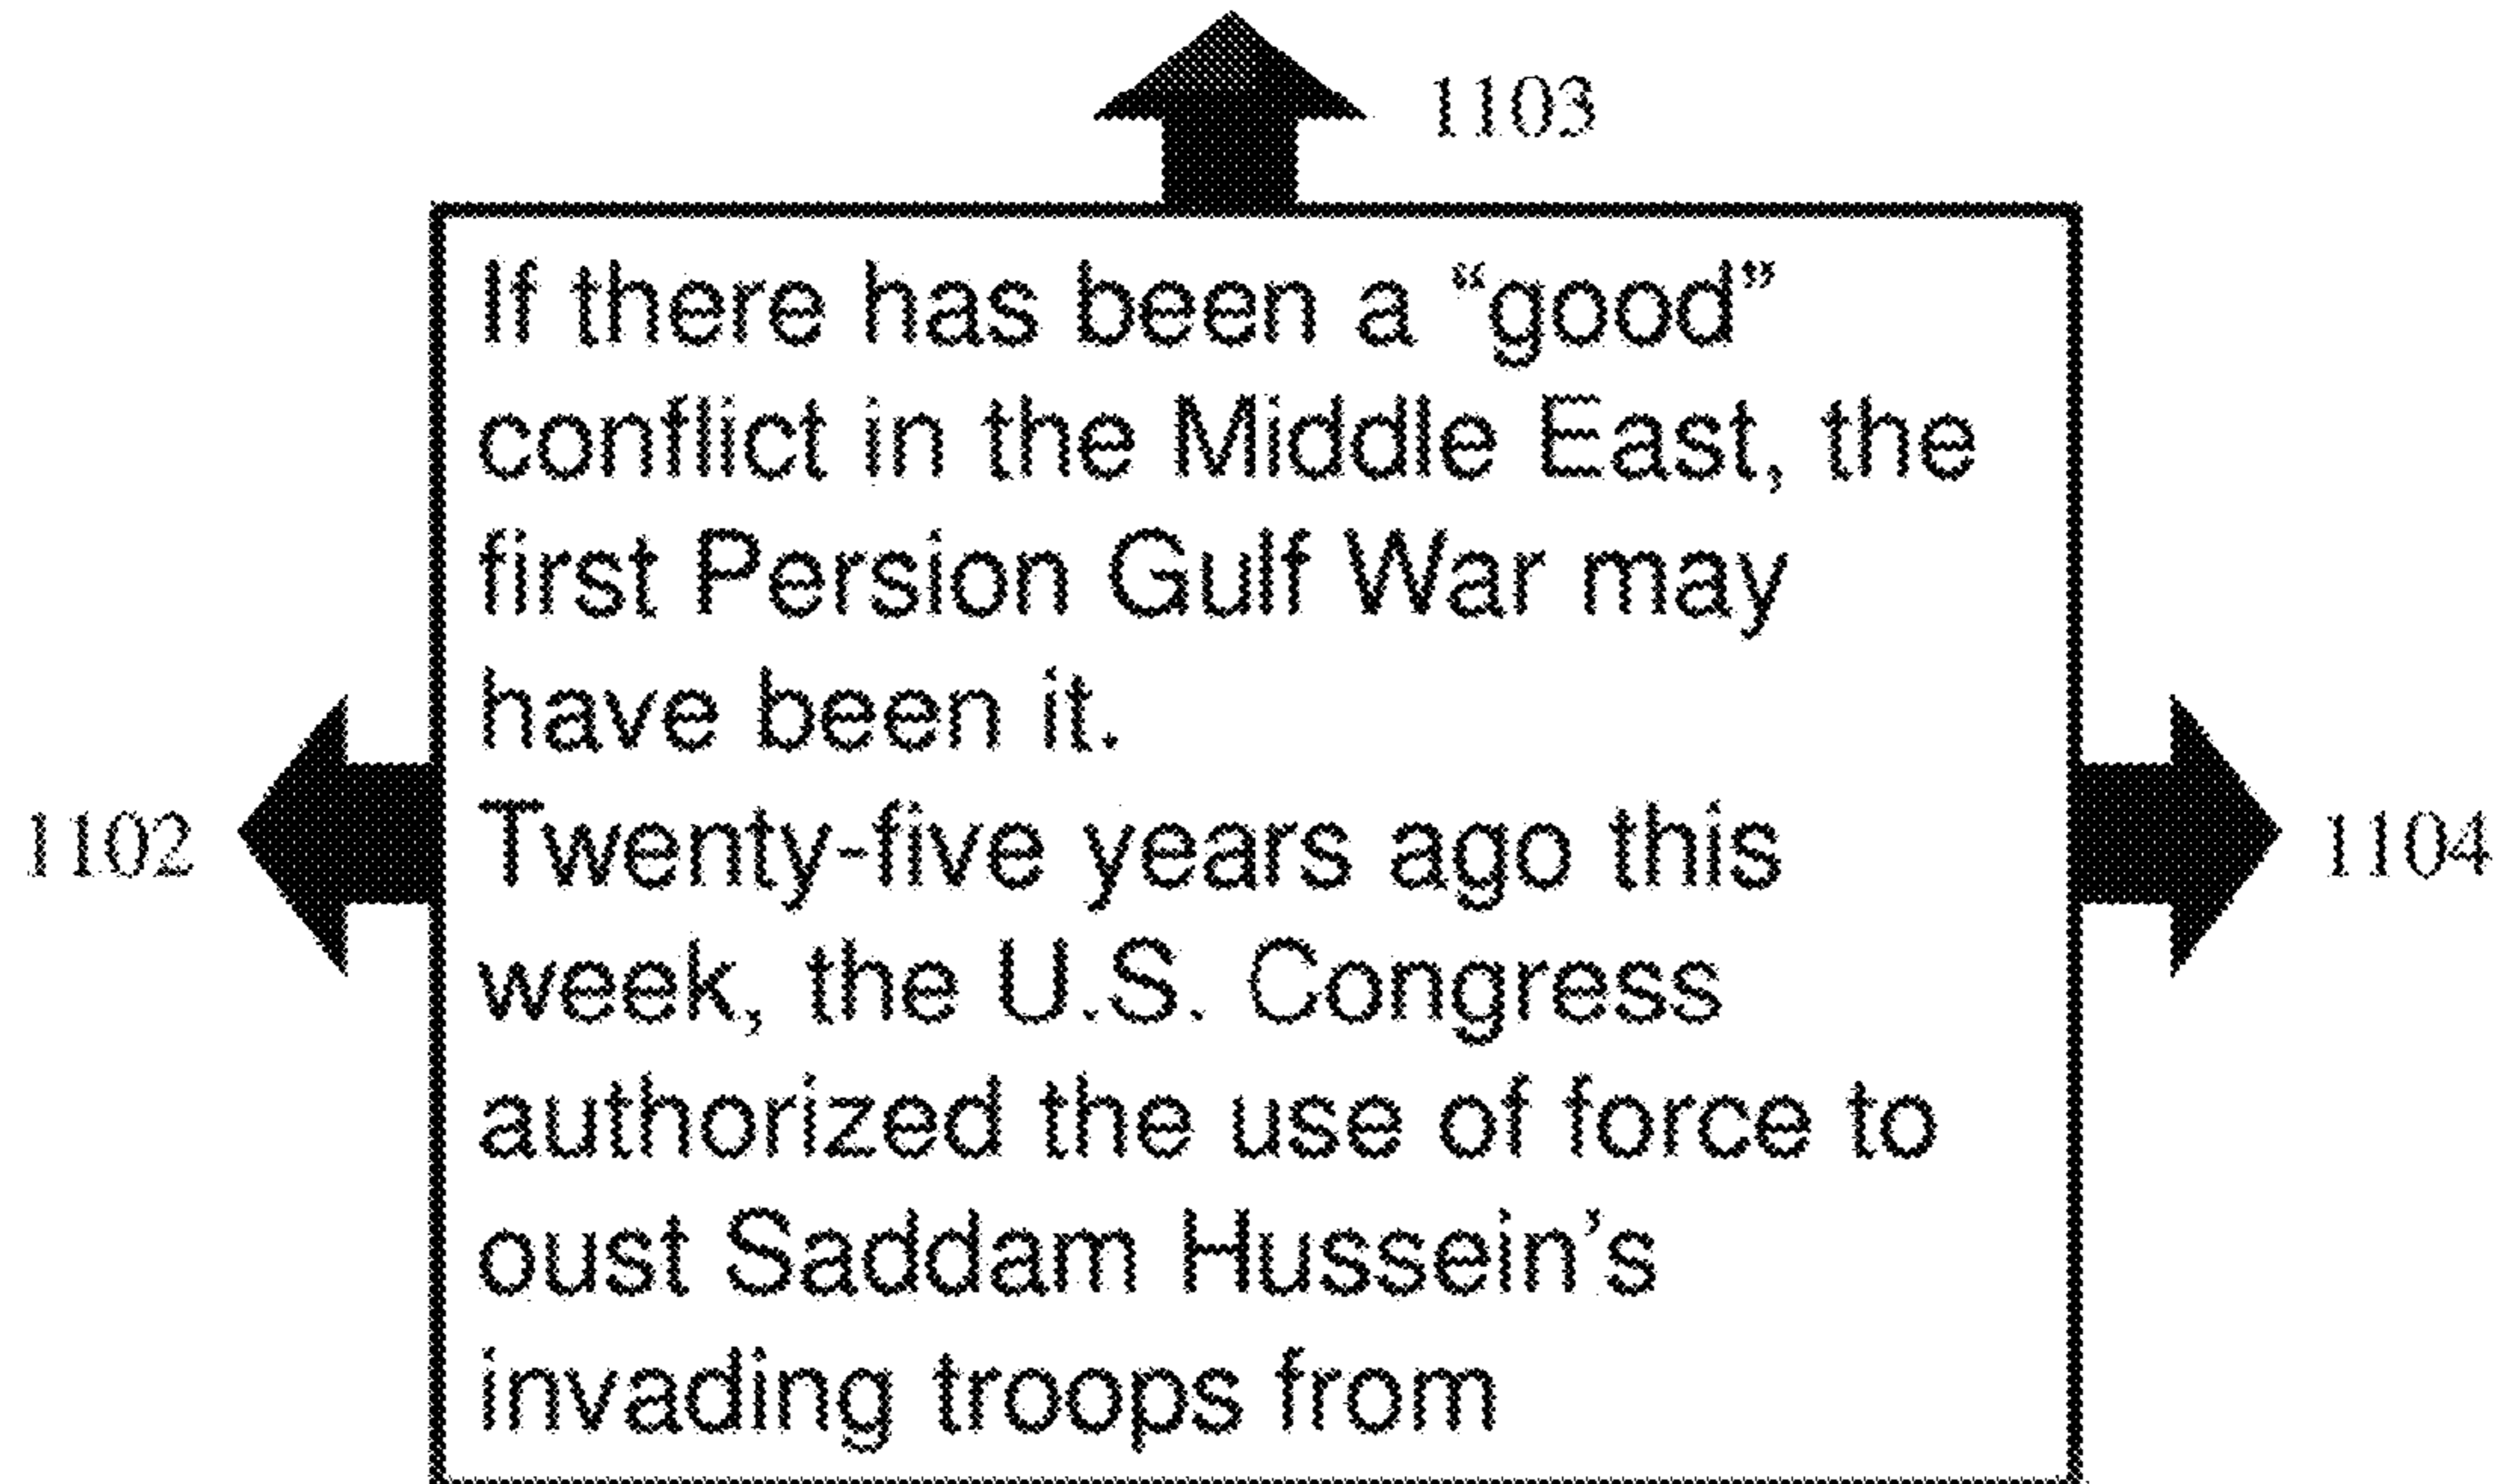 1103
If there has been a “good”
conflict in the Middle East, the
first Persion Gulf War may
have been it.
Twenty-five years ago this
1102
1104
week, the U.S. Congress
authorized the use of force to
oust Saddam Hussein’s
invading troops from